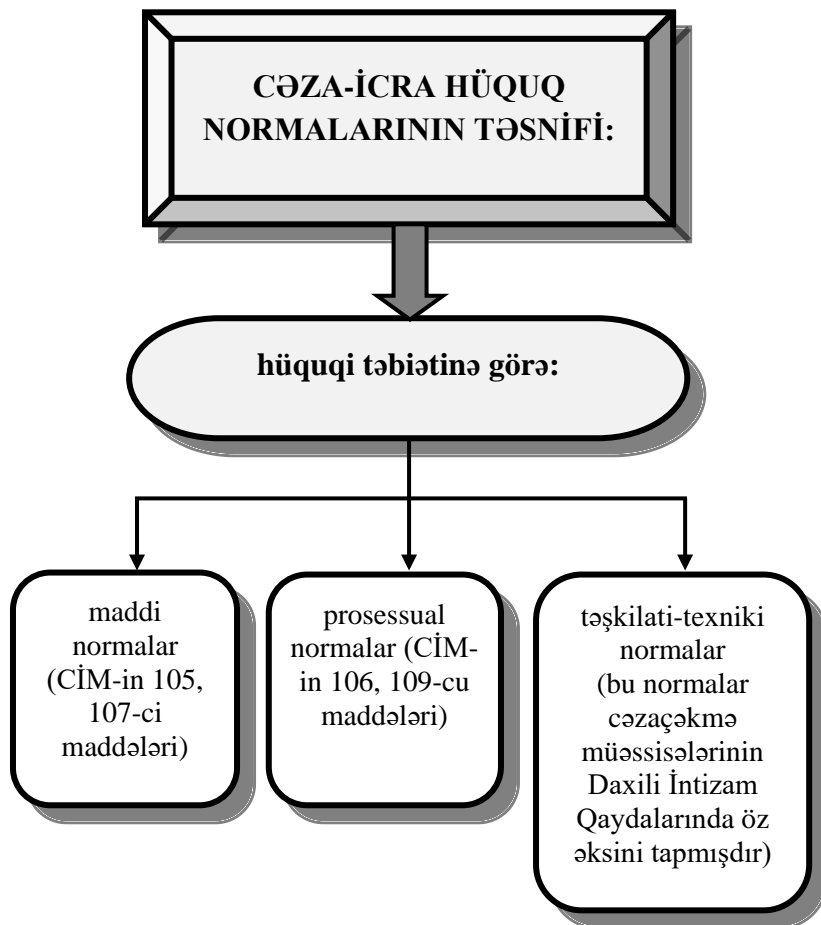 CƏZA-İCRA HÜQUQ
NORMALARININ TƏSNİFİ:
hüquqi təbiətinə görə:
maddi
normalar
(CİM-in 105,
107-ci
maddələri)
prosessual
normalar (CİM-
in 106, 109-cu
maddələri)
təşkilati-texniki
normalar
(bu normalar
cəzaçəkmə
müəssisələrinin
Daxili İntizam
Qaydalarında öz
əksini tapmışdır)